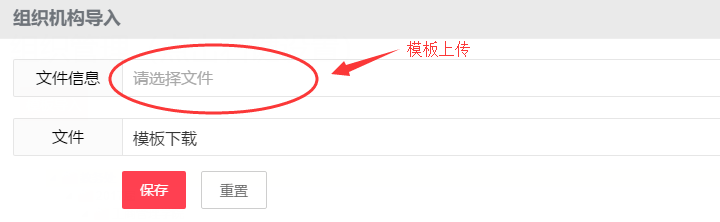 组织机构导入
模板上传
文件信息 请选择文件
文件 模板下载
保存 重置